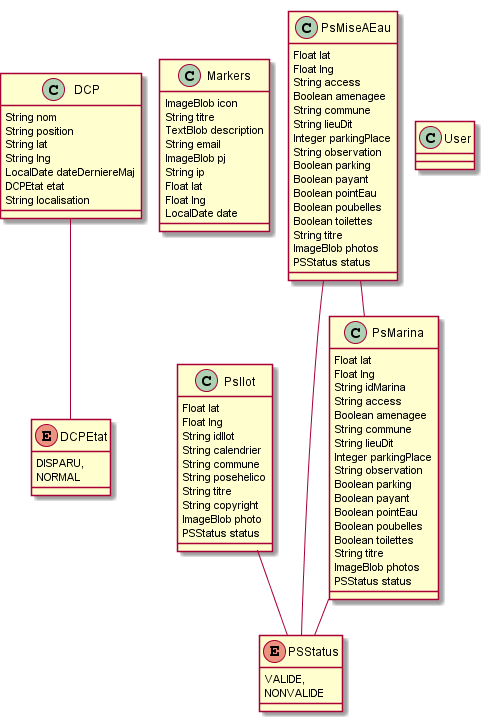 C DCP
String nom
String position
String lat
String lng
LocalDate dateDerniereMaj
DCPEtat etat
String localisation
C Markers
ImageBlob icon
String titre
TextBlob description
String email
ImageBlob pj
String ip
Float lat
Float lng
LocalDate date
C PsMiseAEau
Float lat
Float lng
String access
Boolean amenagee
String commune
String lieuDit
Integer parkingPlace
String observation
Boolean parking
Boolean payant
Boolean pointEau
Boolean poubelles
Boolean toilettes
String titre
ImageBlob photos
PSStatus status
C User
E DCPEtat
DISPARU,
NORMAL
C PsIlot
Float lat
Float lng
String idIlot
String calendrier
String commune
String posehelico
String titre
String copyright
ImageBlob photo
PSStatus status
C PsMarina
Float lat
Float lng
String idMarina
String access
Boolean amenagee
String commune
String lieuDit
Integer parkingPlace
String observation
Boolean parking
Boolean payant
Boolean pointEau
Boolean poubelles
Boolean toilettes
String titre
ImageBlob photos
PSStatus status
E PSStatus
VALIDE,
NONVALIDE